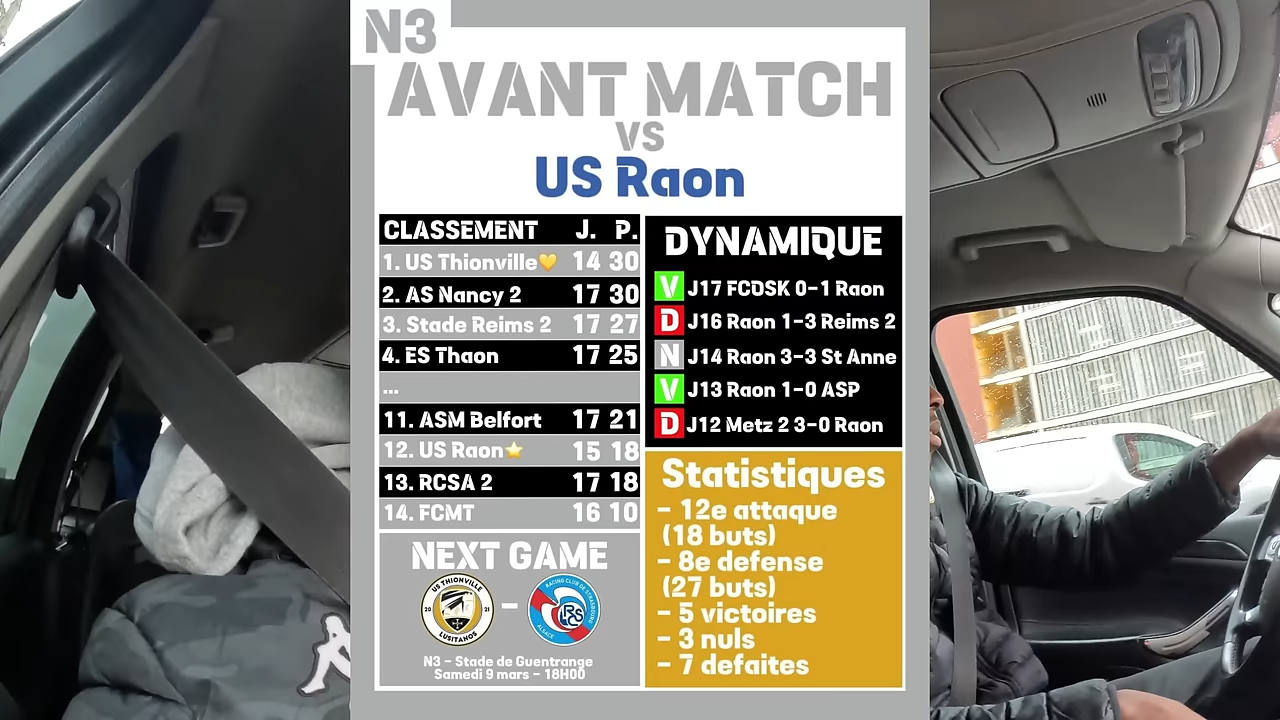 N3
AVANT MATCH
VS
US Raon
CLASSEMENT J. P.
1. US Thionville💛 14 30
2. AS Nancy 2 17 30
3. Stade Reims 2 17 27
4. ES Thaon 17 25
...
11. ASM Belfort 17 21
12. US Raon⭐ 15 18
13. RCSA 2 17 18
14. FCMT 16 10
DYNAMIQUE
V J17 FCDSK 0-1 Raon
D J16 Raon 1-3 Reims 2
N J14 Raon 3-3 St Anne
V J13 Raon 1-0 ASP
D J12 Metz 2 3-0 Raon
Statistiques
- 12e attaque
(18 buts)
- 8e defense
(27 buts)
- 5 victoires
- 3 nuls
- 7 defaites
NEXT GAME
US THIONVILLE
20 21
LUSITANOS
-
RACING CLUB DE STRASBOURG
RCS
ALSACE
N3 - Stade de Guentrange
Samedi 9 mars - 18H00